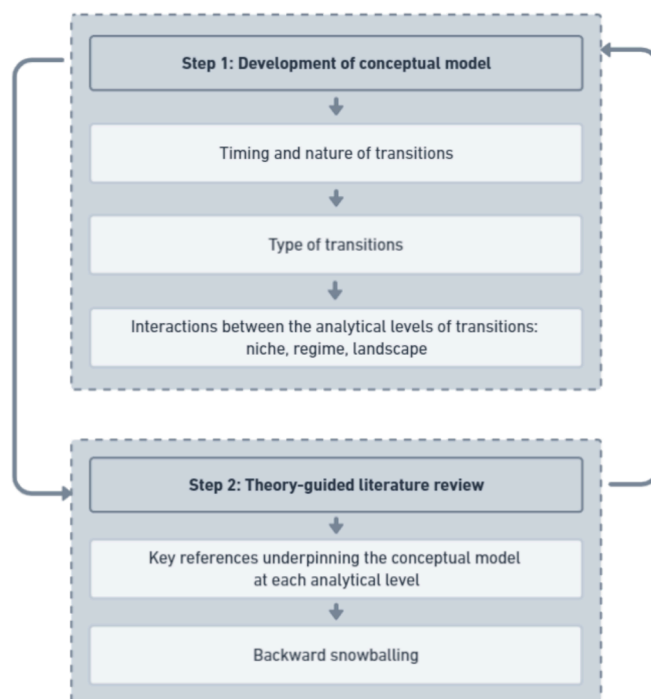 Step 1: Development of conceptual model
Timing and nature of transitions
Type of transitions
Interactions between the analytical levels of transitions:
niche, regime, landscape
Step 2: Theory-guided literature review
Key references underpinning the conceptual model
at each analytical level
Backward snowballing